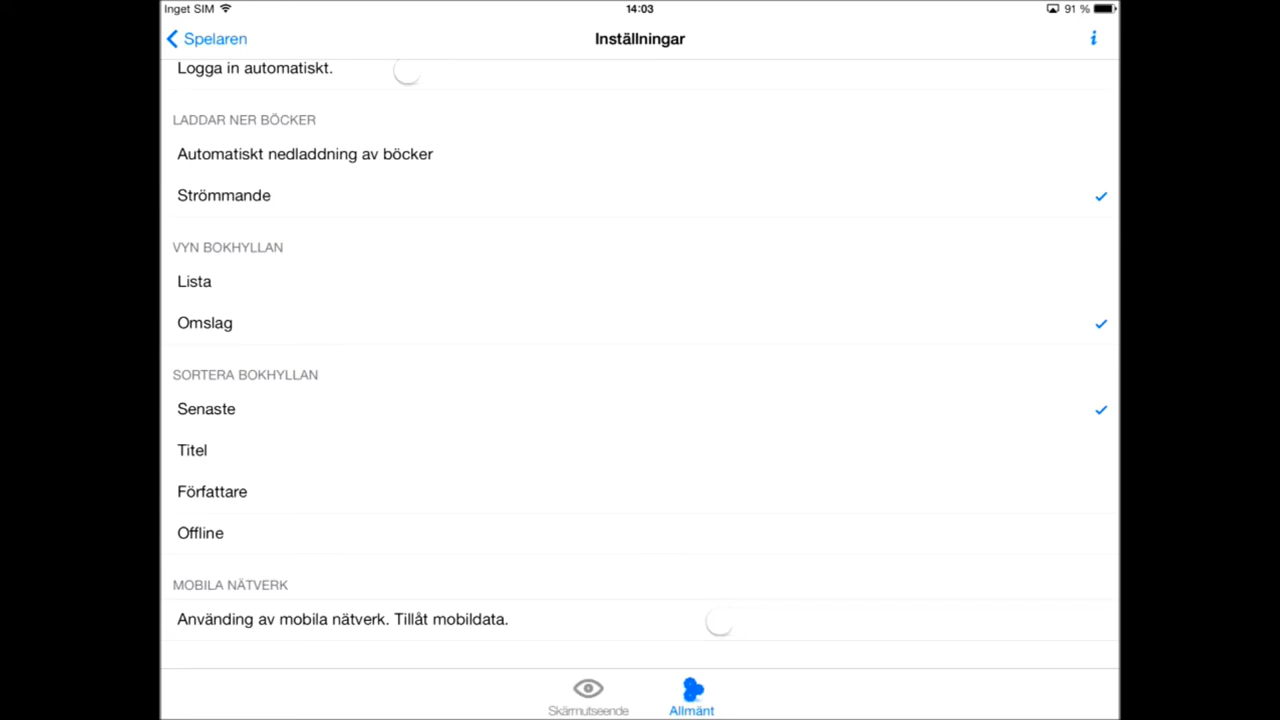 Inget SIM 14:03 91 %
Spelaren Inställningar i
Logga in automatiskt.
LADDAR NER BÖCKER
Automatiskt nedladdning av böcker
Strömmande
VYN BOKHYLLAN
Lista
Omslag
SORTERA BOKHYLLAN
Senaste
Titel
Författare
Offline
MOBILA NÄTVERK
Använding av mobila nätverk. Tillåt mobildata.
Skärmutseende Allmänt